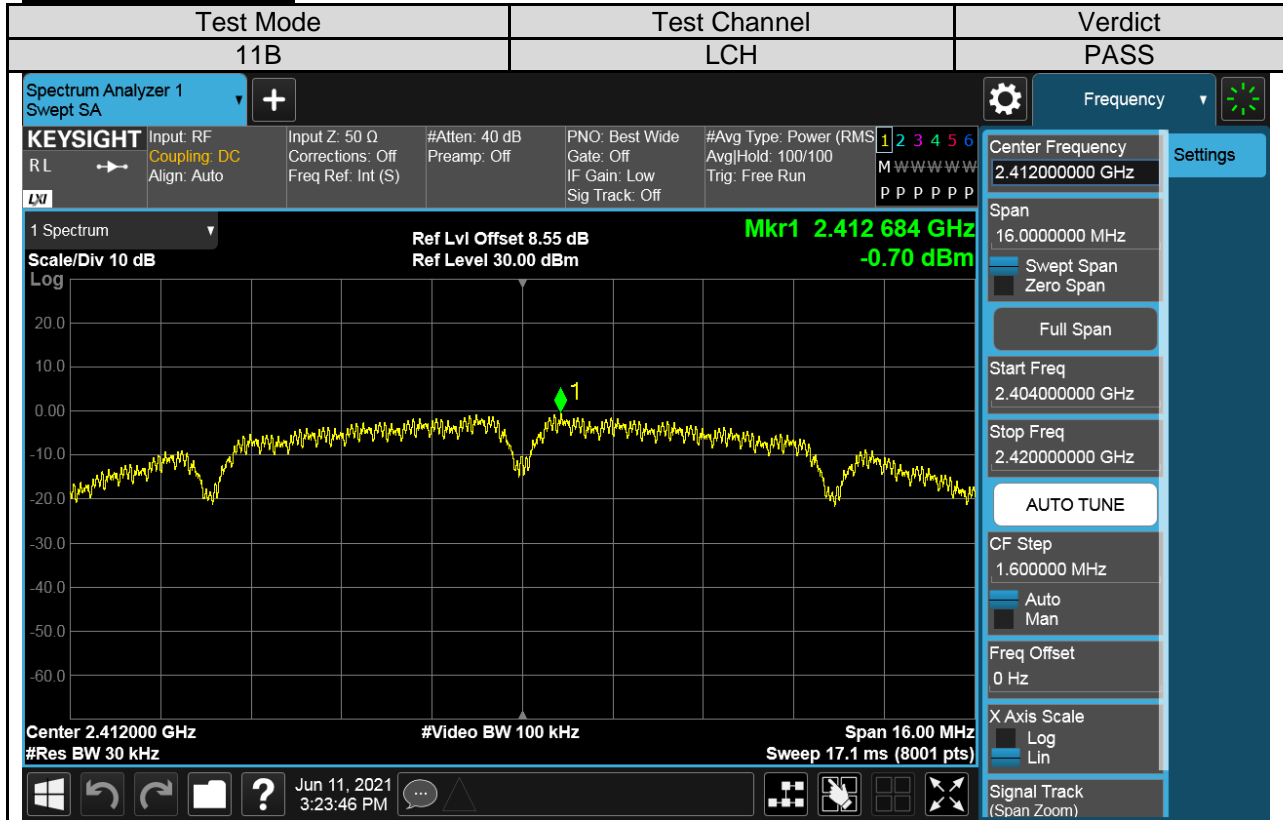 Test Mode Test Channel Verdict
11B LCH PASS
Spectrum Analyzer 1
Swept SA
+
Frequency
KEYSIGHT Input: RF Input Z: 50 Ω #Atten: 40 dB PNO: Best Wide #Avg Type: Power (RMS 1 2 3 4 5 6
RL Coupling: DC Corrections: Off Preamp: Off Gate: Off Avg|Hold: 100/100 M W W W W W
Align: Auto Freq Ref: Int (S) IF Gain: Low Trig: Free Run
LXI Sig Track: Off P P P P P P
1 Spectrum
Ref Lvl Offset 8.55 dB Mkr1 2.412 684 GHz
Scale/Div 10 dB Ref Level 30.00 dBm -0.70 dBm
Log
20.0
10.0
1
0.00
-10.0
-20.0
-30.0
-40.0
-50.0
-60.0
Center 2.412000 GHz #Video BW 100 kHz Span 16.00 MHz
#Res BW 30 kHz Sweep 17.1 ms (8001 pts)
Center Frequency
2.412000000 GHz
Settings
Span
16.0000000 MHz
Swept Span
Zero Span
Full Span
Start Freq
2.404000000 GHz
Stop Freq
2.420000000 GHz
AUTO TUNE
CF Step
1.600000 MHz
Auto
Man
Freq Offset
0 Hz
X Axis Scale
Log
Lin
Signal Track
(Span Zoom)
? Jun 11, 2021
3:23:46 PM